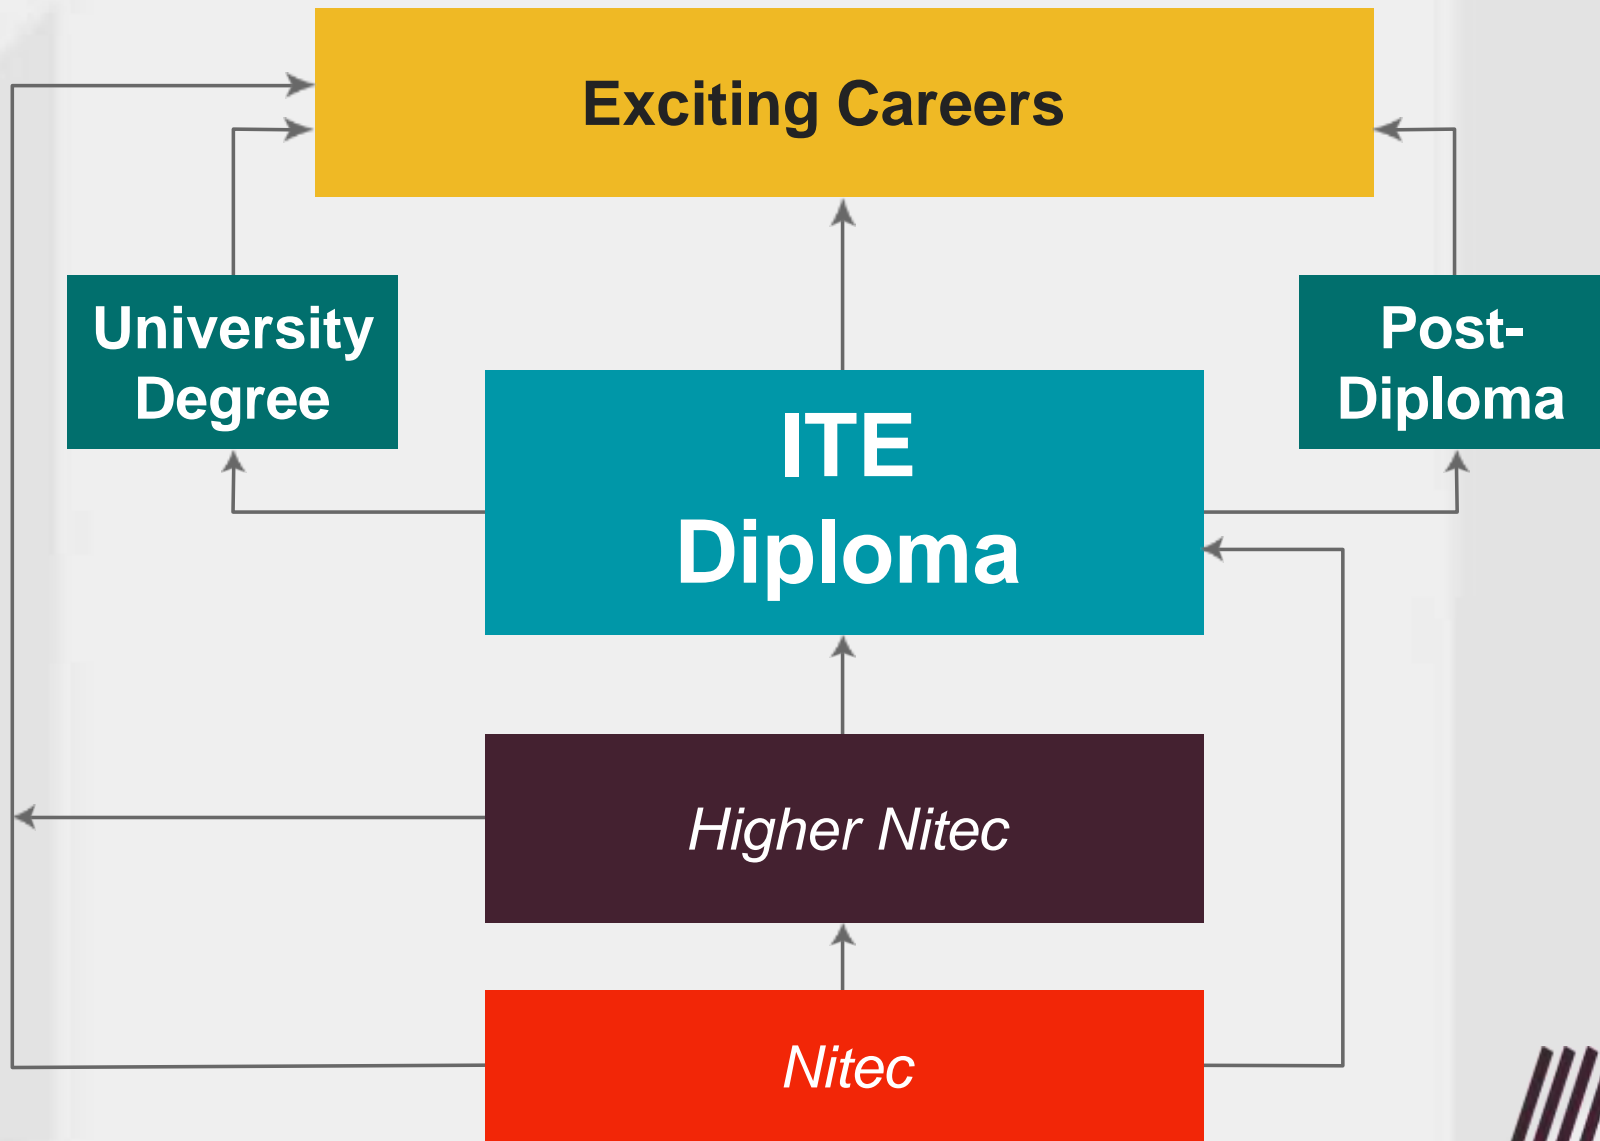 Exciting Careers
University
Degree
Post-
Diploma
ITE
Diploma
Higher Nitec
Nitec